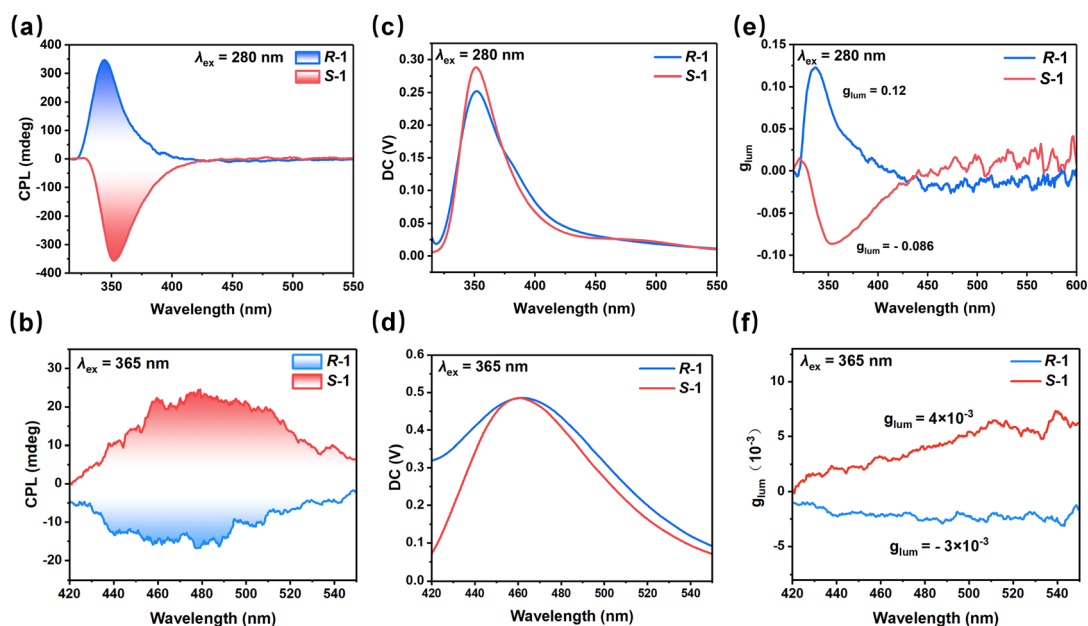 (a)
λex = 280 nm
R-1
S-1
CPL (mdeg)
400
300
200
100
0
-100
-200
-300
-400
350 400 450 500 550
Wavelength (nm)
(c)
λex = 280 nm
R-1
S-1
DC (V)
0.35
0.30
0.25
0.20
0.15
0.10
0.05
0.00
350 400 450 500 550
Wavelength (nm)
(e)
λex = 280 nm
R-1
S-1
glum = 0.12
glum = - 0.086
glum
0.15
0.10
0.05
0.00
-0.05
-0.10
350 400 450 500 550 600
Wavelength (nm)
(b)
λex = 365 nm
R-1
S-1
CPL (mdeg)
30
20
10
0
-10
-20
420 440 460 480 500 520 540
Wavelength (nm)
(d)
λex = 365 nm
R-1
S-1
DC (V)
0.6
0.5
0.4
0.3
0.2
0.1
0.0
420 440 460 480 500 520 540
Wavelength (nm)
(f)
λex = 365 nm
R-1
S-1
glum = 4×10-3
glum = - 3×10-3
glum (10-3)
10
5
0
-5
420 440 460 480 500 520 540
Wavelength (nm)